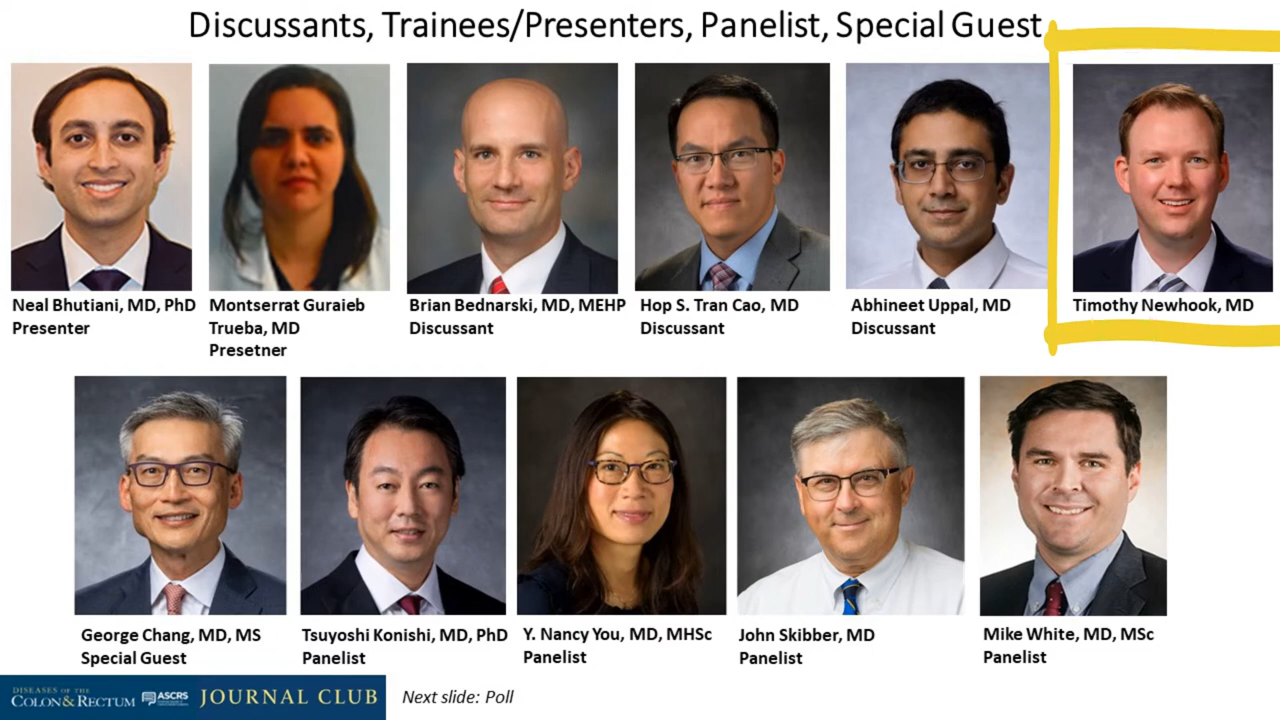 Discussants, Trainees/Presenters, Panelist, Special Guest
Neal Bhutiani, MD, PhD
Presenter
Montserrat Guraieb
Trueba, MD
Presetner
Brian Bednarski, MD, MEHP
Discussant
Hop S. Tran Cao, MD
Discussant
Abhineet Uppal, MD
Discussant
Timothy Newhook, MD
George Chang, MD, MS
Special Guest
Tsuyoshi Konishi, MD, PhD
Panelist
Y. Nancy You, MD, MHSc
Panelist
John Skibber, MD
Panelist
Mike White, MD, MSc
Panelist
DISEASES OF THE
COLON & RECTUM
ASCRS
JOURNAL CLUB
Next slide: Poll